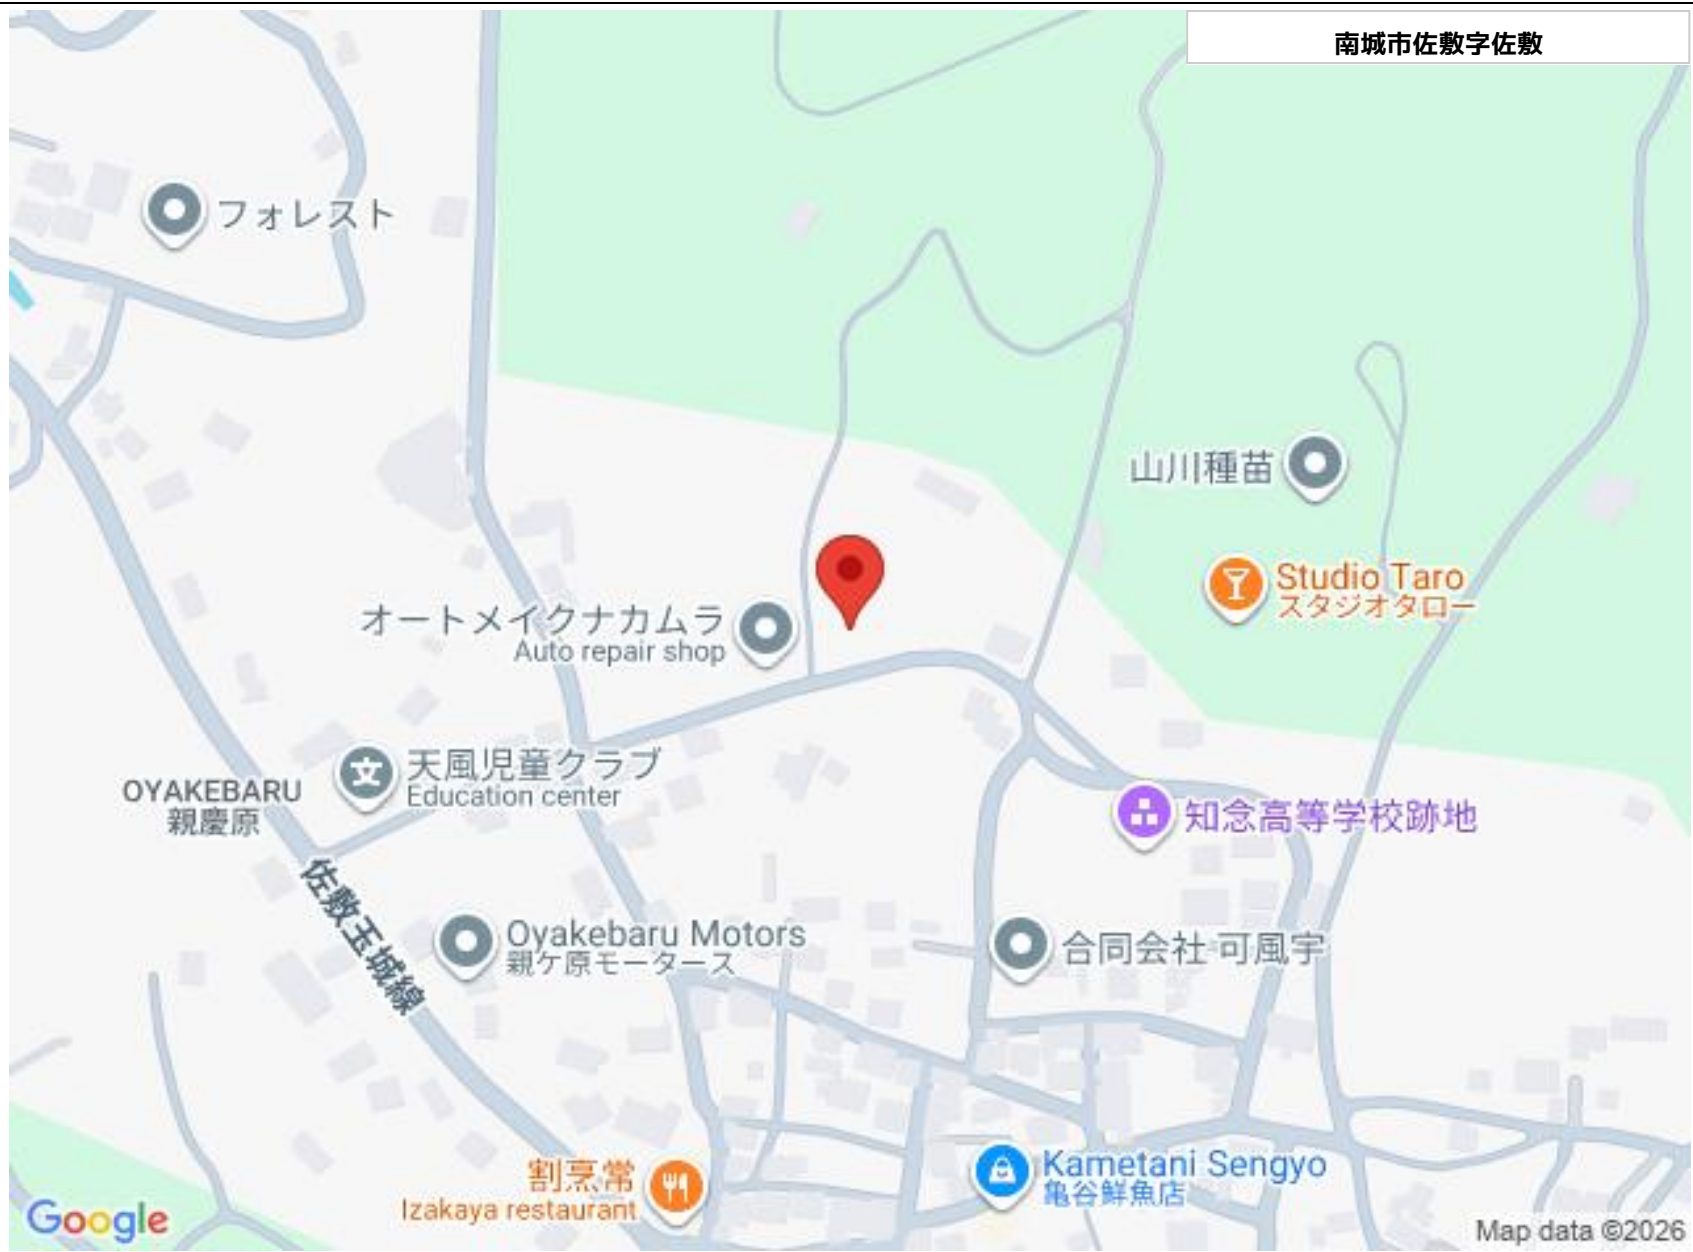 南城市佐敷字佐敷
フォレスト
山川種苗
Studio Taro
スタジオタロー
オートメイクナカムラ
Auto repair shop
天風児童クラブ
Education center
OYAKEBARU
親慶原
知念高等学校跡地
佐敷玉城線
Oyakebaru Motors
親ケ原モータース
合同会社 可風宇
割烹常
Izakaya restaurant
Kametani Sengyo
亀谷鮮魚店
Google
Map data ©2026